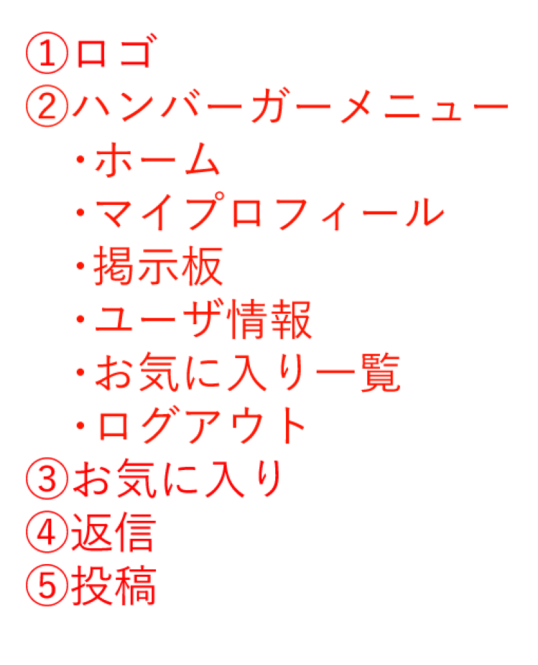 ①ロゴ
②ハンバーガーメニュー
・ホーム
・マイプロフィール
・掲示板
・ユーザ情報
・お気に入り一覧
・ログアウト
③お気に入り
④返信
⑤投稿